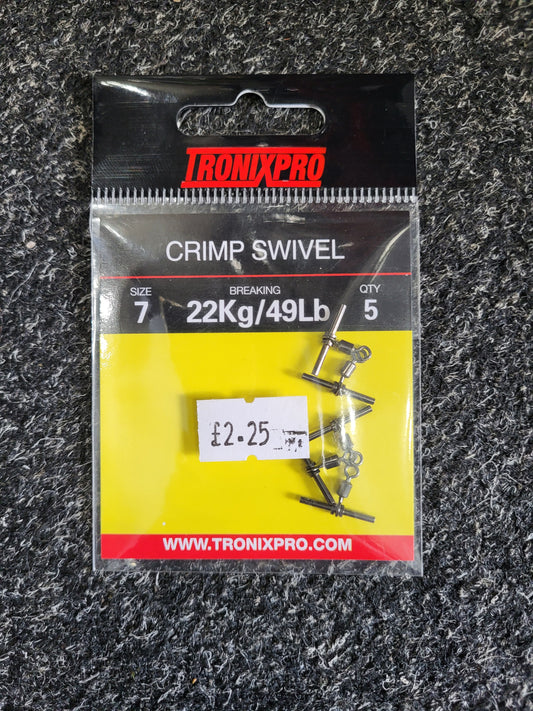 TRONIXPRO
CRIMP SWIVEL
SIZE BREAKING QTY
7 22Kg/49Lb 5
£2.25
WWW.TRONIXPRO.COM